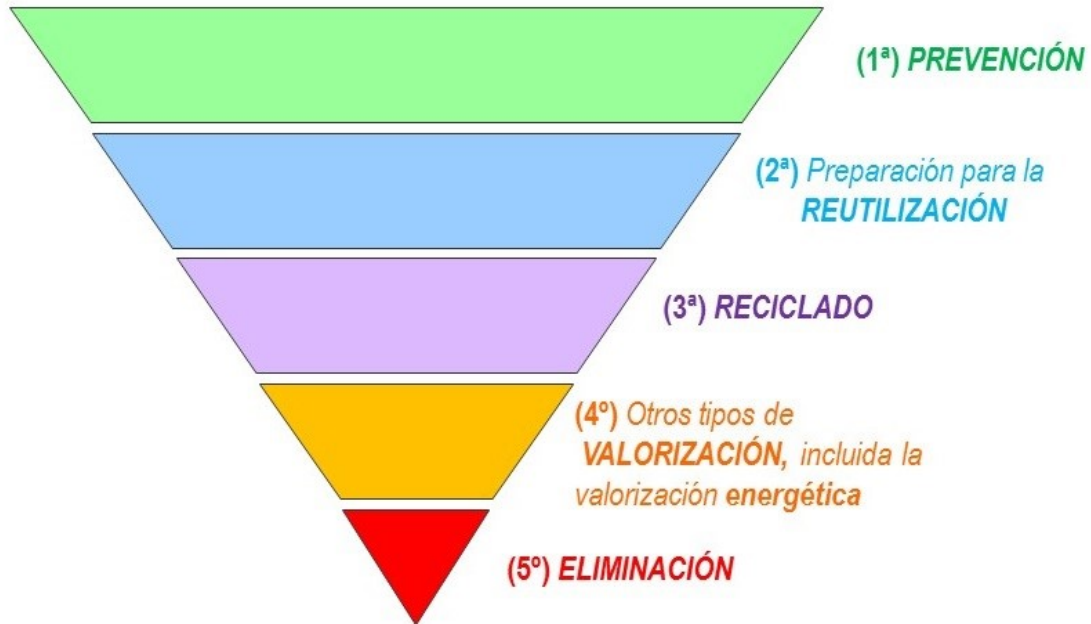 (1ª) PREVENCIÓN
(2ª) Preparación para la
REUTILIZACIÓN
(3ª) RECICLADO
(4º) Otros tipos de
VALORIZACIÓN, incluida la
valorización energética
(5º) ELIMINACIÓN